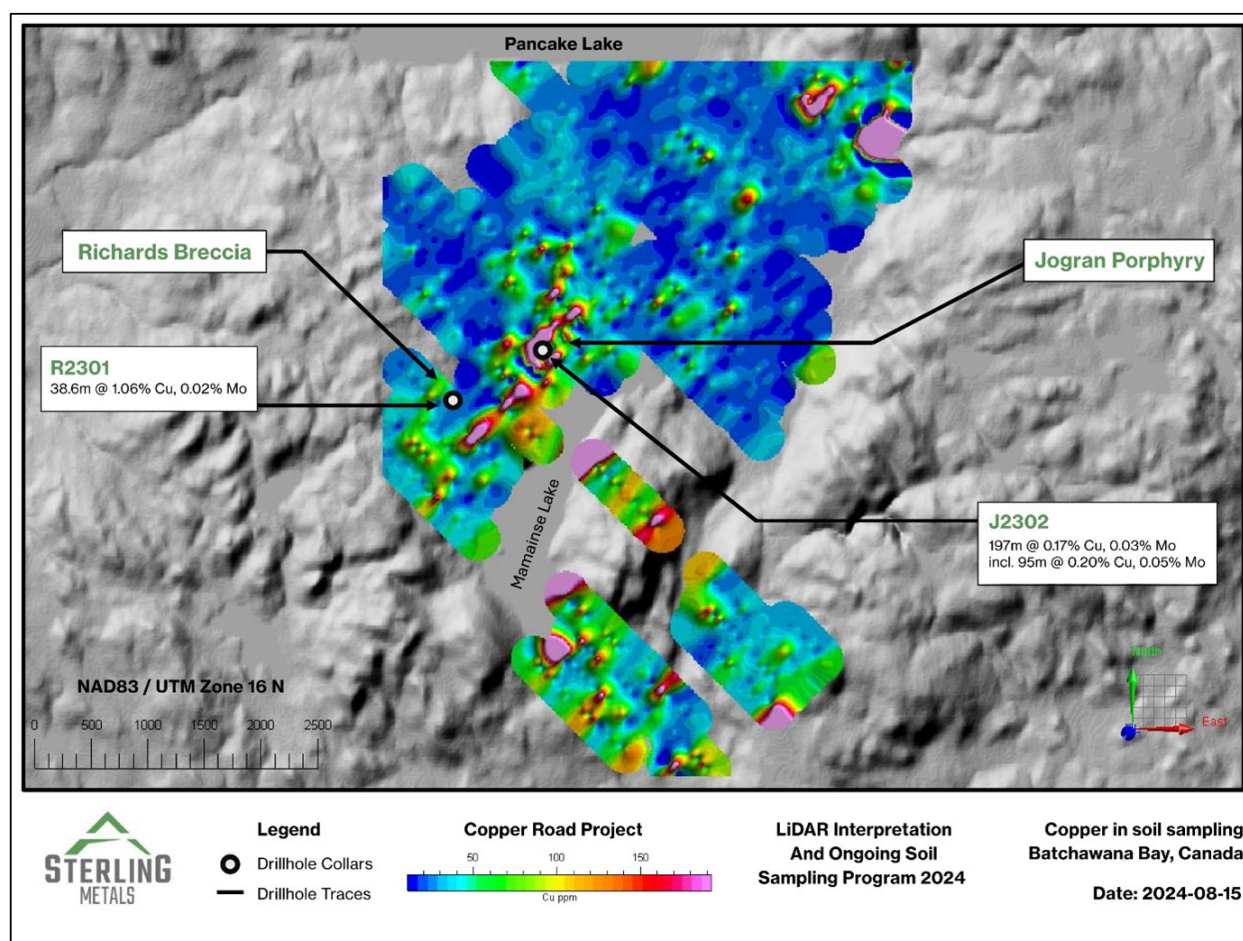 Pancake Lake
Richards Breccia
Jogran Porphyry
R2301
38.6m @ 1.06% Cu, 0.02% Mo
Mamainse Lake
J2302
197m @ 0.17% Cu, 0.03% Mo
incl. 95m @ 0.20% Cu, 0.05% Mo
NAD83 / UTM Zone 16 N
0 500 1000 1500 2000 2500
North
East
STERLING
METALS
Legend
Drillhole Collars
Drillhole Traces
Copper Road Project
50 100 150
Cu ppm
LiDAR Interpretation
And Ongoing Soil
Sampling Program 2024
Copper in soil sampling
Batchawana Bay, Canada
Date: 2024-08-15